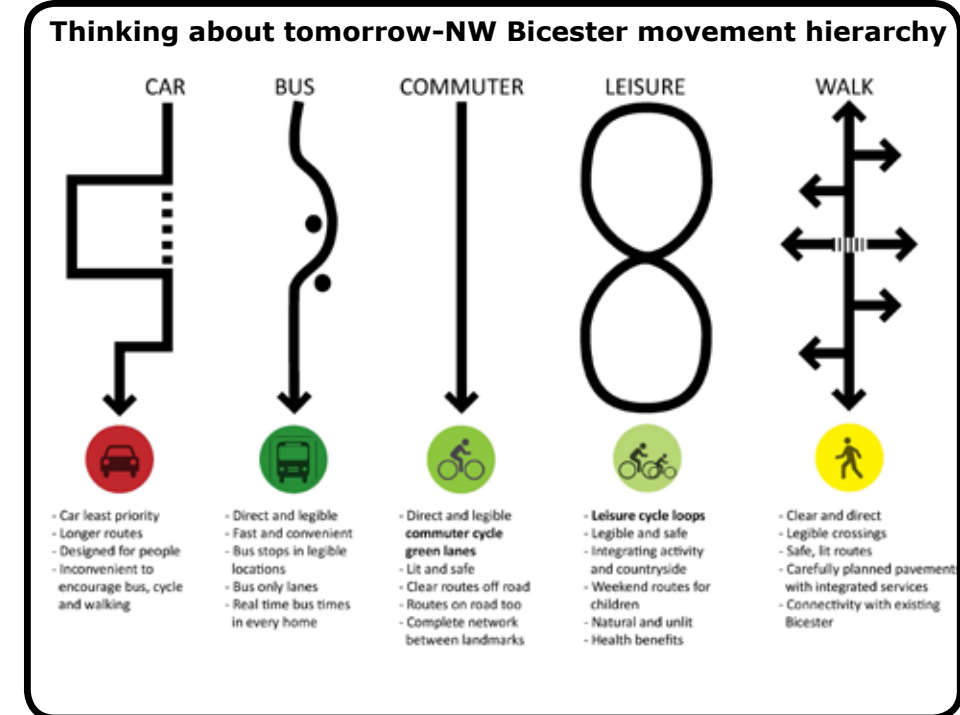 Thinking about tomorrow-NW Bicester movement hierarchy
CAR
BUS
COMMUTER
LEISURE
WALK
- Car least priority
- Longer routes
- Designed for people
- Inconvenient to
encourage bus, cycle
and walking
- Direct and legible
- Fast and convenient
- Bus stops in legible
locations
- Bus only lanes
- Real time bus times
in every home
- Direct and legible
commuter cycle
green lanes
- Lit and safe
- Clear routes off road
- Routes on road too
- Complete network
between landmarks
- Leisure cycle loops
- Legible and safe
- Integrating activity
and countryside
- Weekend routes for
children
- Natural and unlit
- Health benefits
- Clear and direct
- Legible crossings
- Safe, lit routes
- Carefully planned pavements
with integrated services
- Connectivity with existing
Bicester